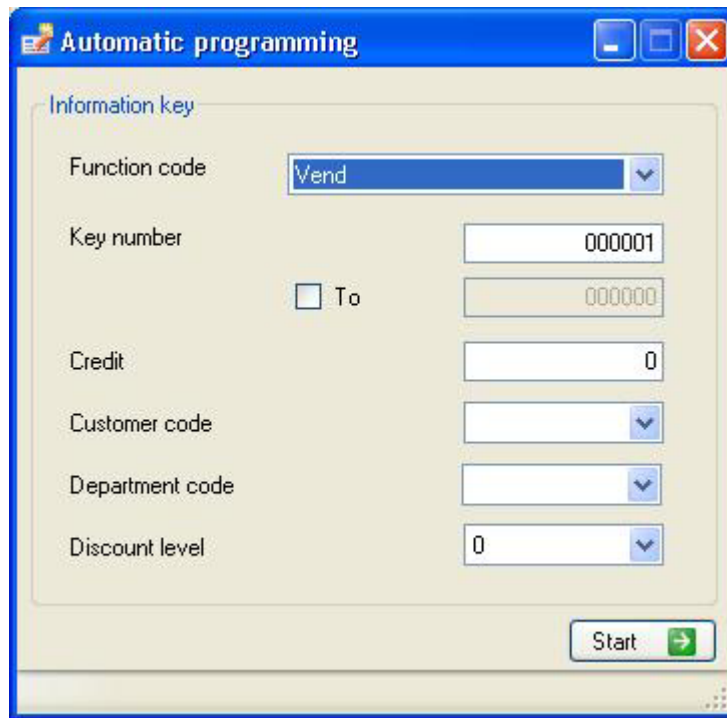 Automatic programming
Information key
Function code Vend
Key number 000001
To 000000
Credit 0
Customer code
Department code
Discount level 0
Start